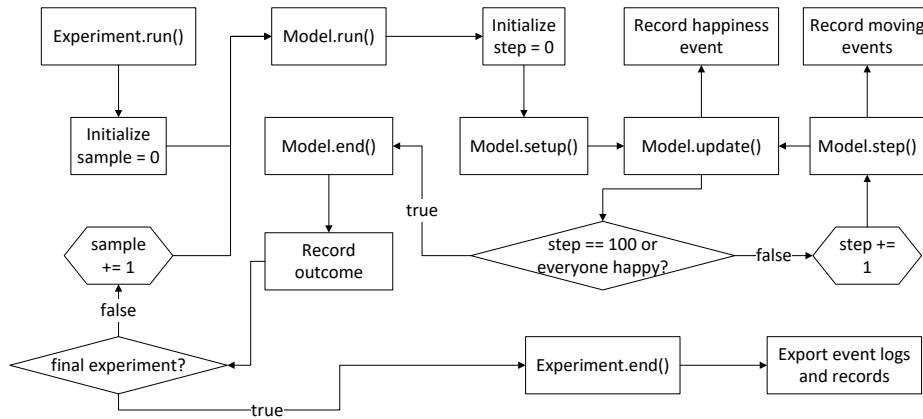 Experiment.run()
Model.run()
Initialize
step = 0
Record happiness
event
Record moving
events
Initialize
sample = 0
Model.end()
Model.setup()
Model.update()
Model.step()
true
sample
+= 1
Record
outcome
step == 100 or
everyone happy?
false
step +=
1
false
final experiment?
Experiment.end()
Export event logs
and records
true